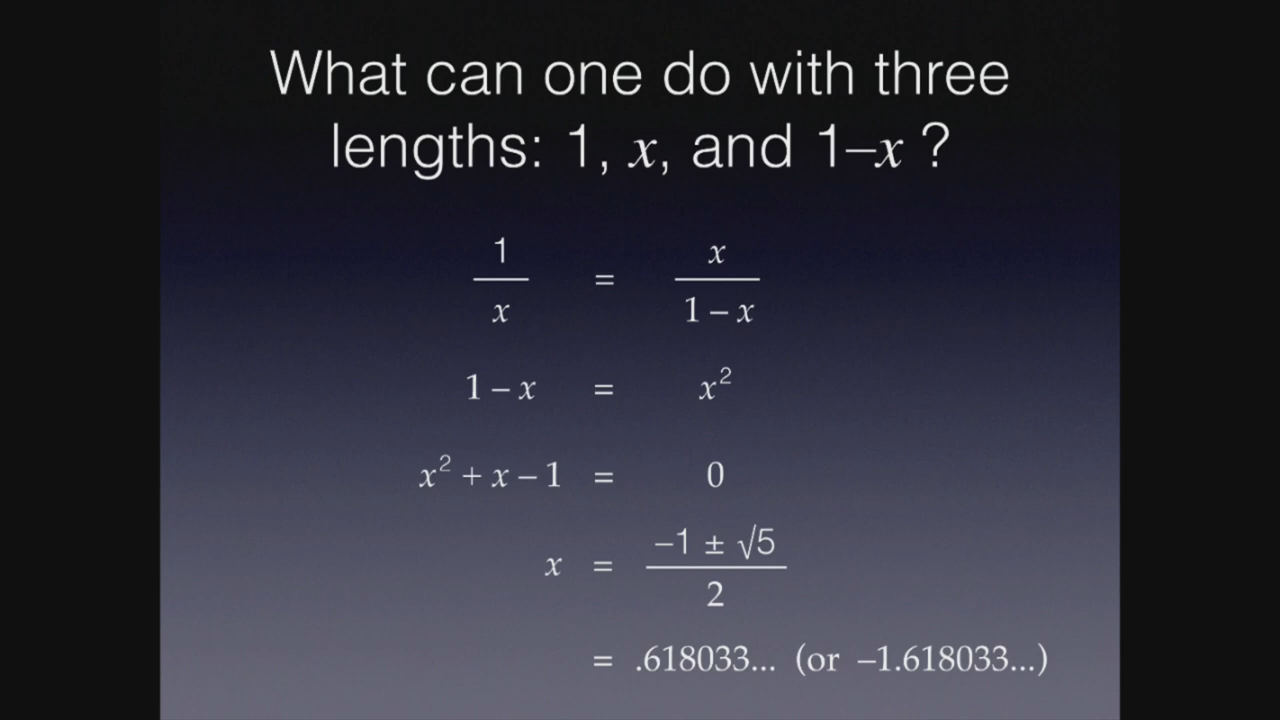 What can one do with three
lengths: 1, x, and 1–x ?
1/x = x/(1 – x)
1 – x = x²
x² + x – 1 = 0
x = (–1 ± √5)/2
= .618033... (or –1.618033...)